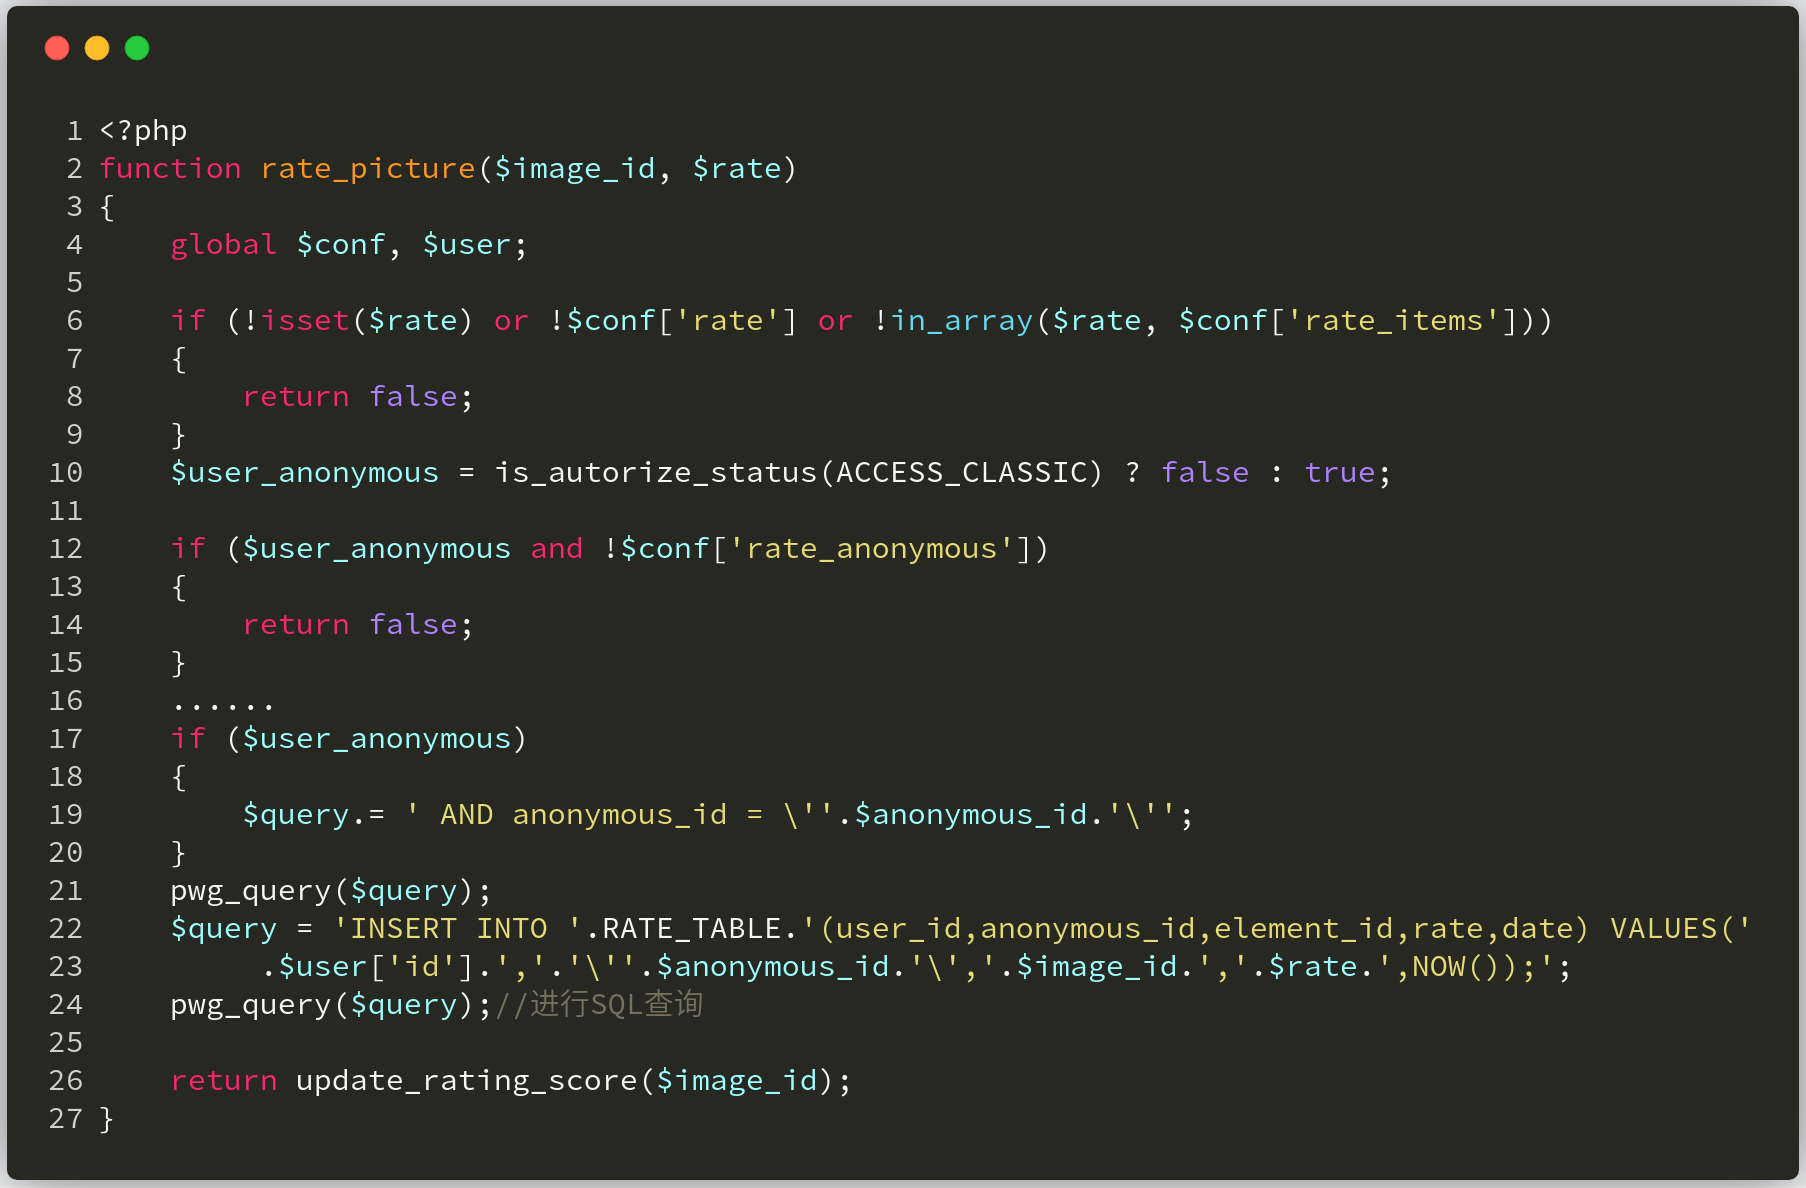 1 <?php
2 function rate_picture($image_id, $rate)
3 {
4     global $conf, $user;
5
6     if (!isset($rate) or !$conf['rate'] or !in_array($rate, $conf['rate_items']))
7     {
8         return false;
9     }
10     $user_anonymous = is_autorize_status(ACCESS_CLASSIC) ? false : true;
11
12     if ($user_anonymous and !$conf['rate_anonymous'])
13     {
14         return false;
15     }
16     ......
17     if ($user_anonymous)
18     {
19         $query.= ' AND anonymous_id = \''.$anonymous_id.'\'';
20     }
21     pwg_query($query);
22     $query = 'INSERT INTO '.RATE_TABLE.'(user_id,anonymous_id,element_id,rate,date) VALUES('
23          .$user['id'].','.'\''.$anonymous_id.'\','.$image_id.','.$rate.',NOW());';
24     pwg_query($query);//进行SQL查询
25
26     return update_rating_score($image_id);
27 }